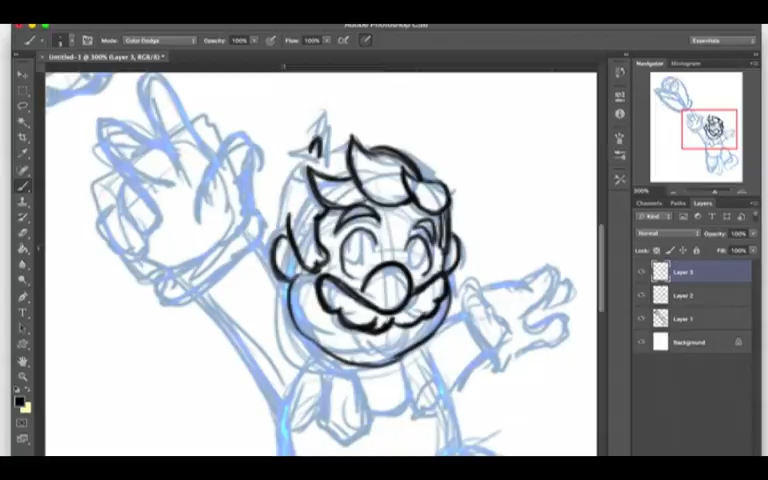 Adobe Photoshop CS6
Mode: Color Dodge Opacity: 100% Flow: 100% Essentials
Untitled-1 @ 300% (Layer 3, RGB/8) *
Navigator Histogram
300%
Channels Paths Layers
Kind
Normal Opacity: 100%
Lock: Fill: 100%
Layer 3
Layer 2
Layer 1
Background